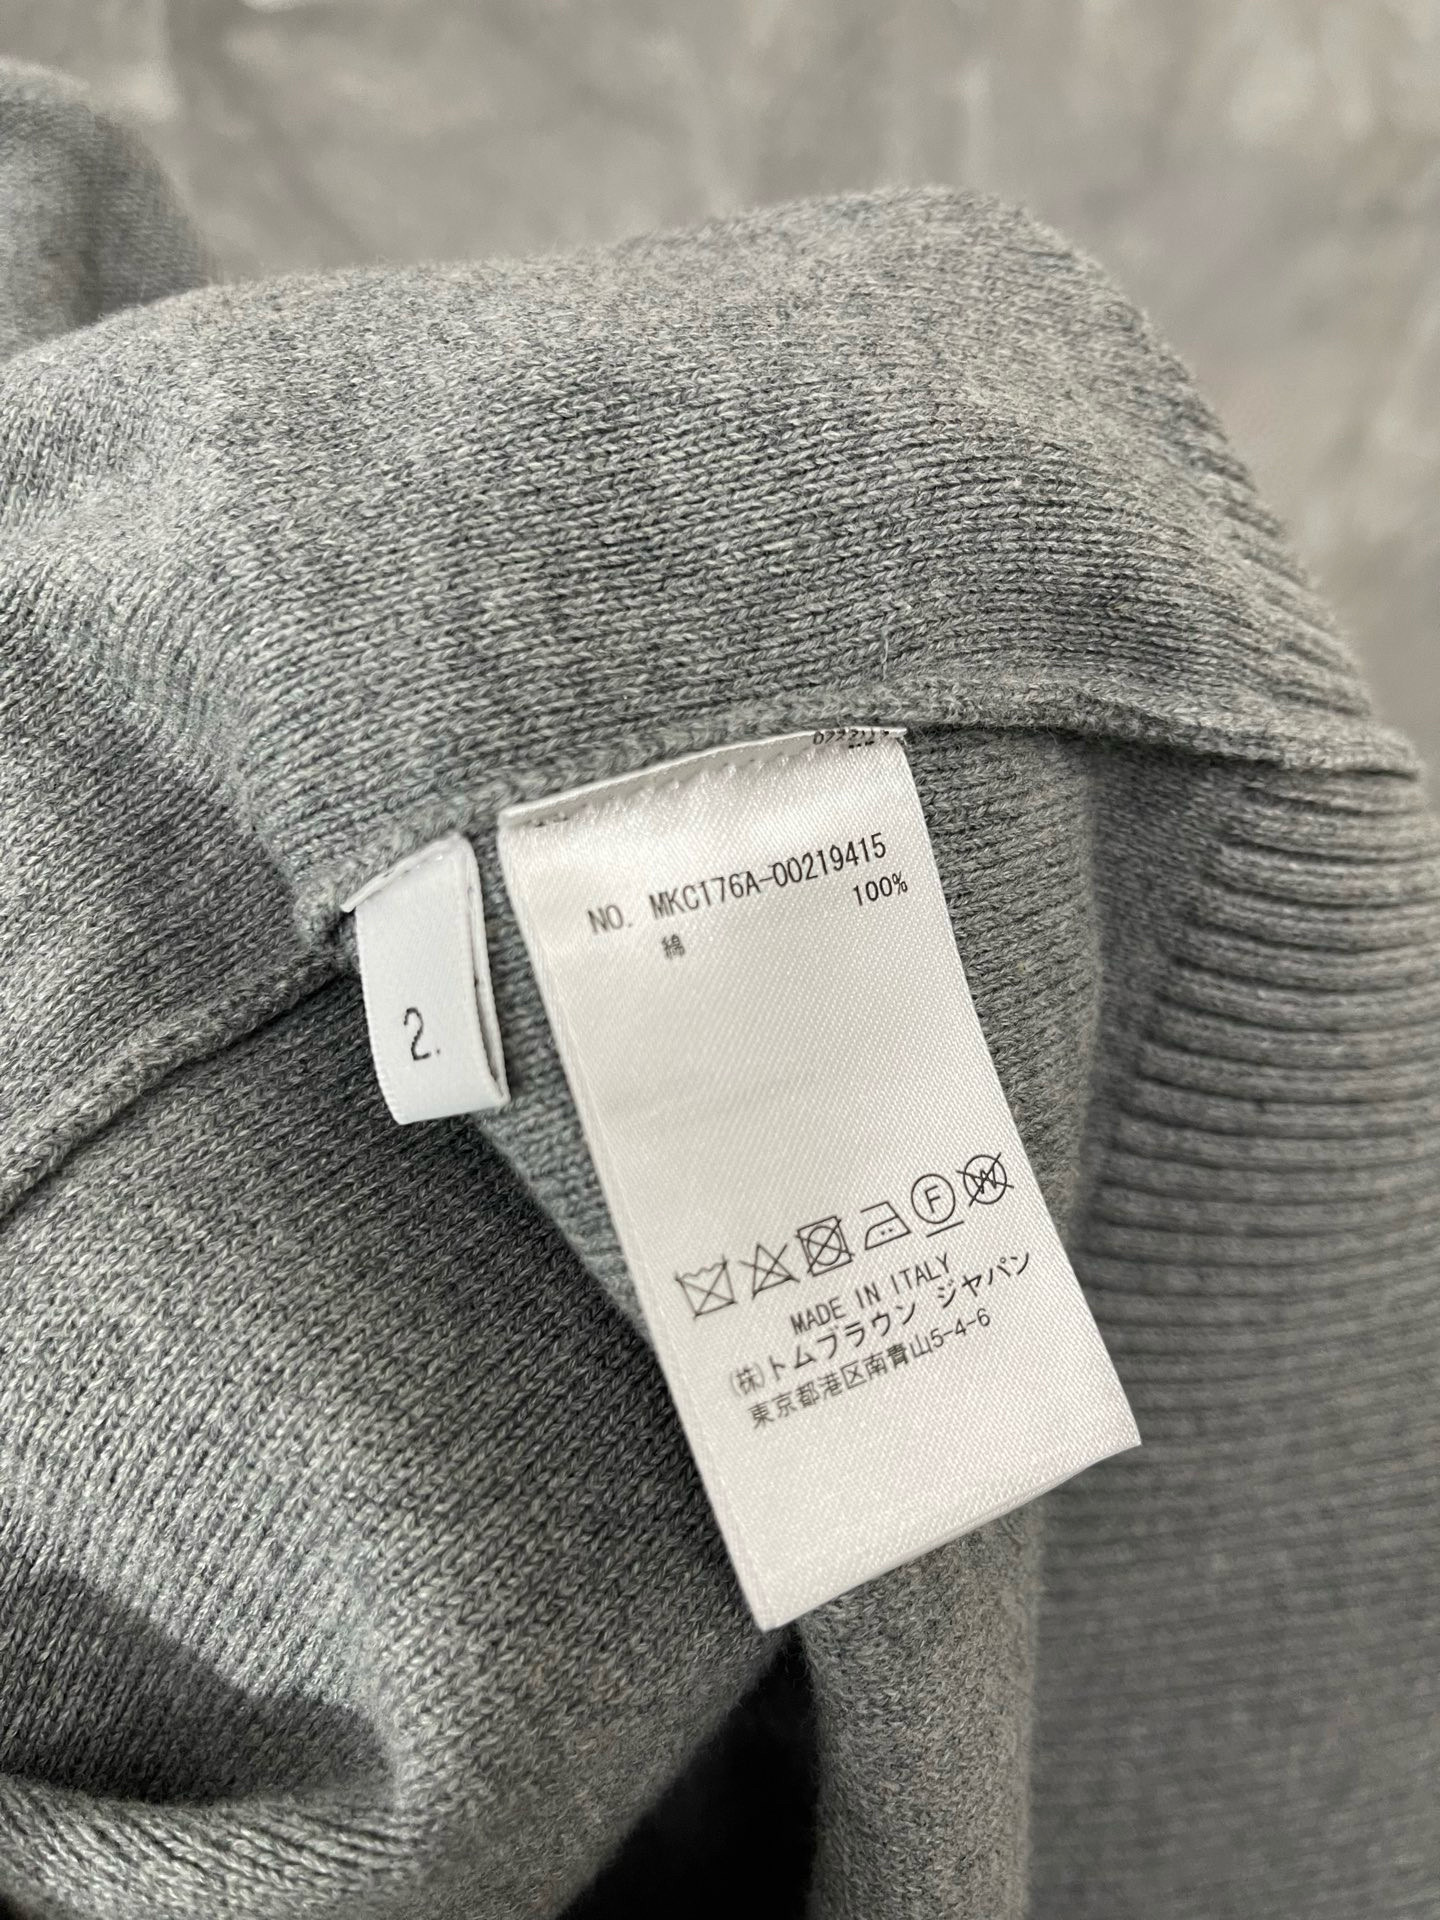 NO. MKC176A-00219415
綿 100%
2.
F W
MADE IN ITALY
(株)トムブラウン ジャパン
東京都港区南青山5-4-6